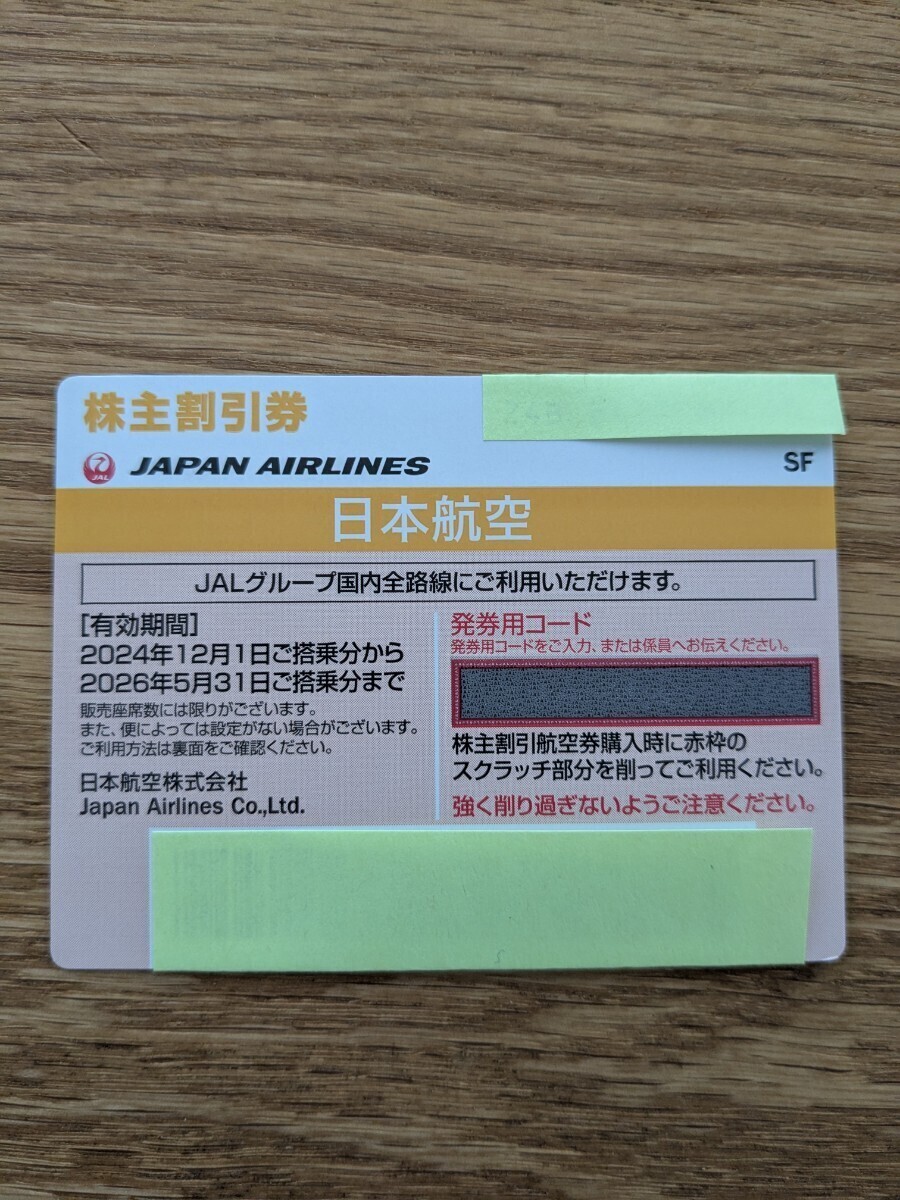 株主割引券
JAL JAPAN AIRLINES
SF
日本航空
JALグループ国内全路線にご利用いただけます。
[有効期間]
2024年12月1日ご搭乗分から
2026年5月31日ご搭乗分まで
販売座席数には限りがございます。
また、便によっては設定がない場合がございます。
ご利用方法は裏面をご確認ください。
日本航空株式会社
Japan Airlines Co.,Ltd.
発券用コード
発券用コードをご入力、または係員へお伝えください。
株主割引航空券購入時に赤枠の
スクラッチ部分を削ってご利用ください。
強く削り過ぎないようご注意ください。